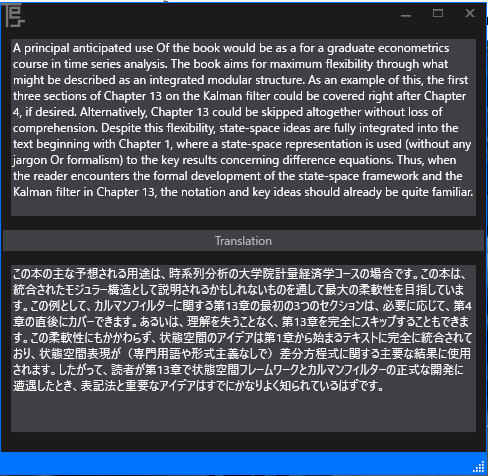 A principal anticipated use Of the book would be as a for a graduate econometrics
course in time series analysis. The book aims for maximum flexibility through what
might be described as an integrated modular structure. As an example of this, the first
three sections of Chapter 13 on the Kalman filter could be covered right after Chapter
4, if desired. Alternatively, Chapter 13 could be skipped altogether without loss of
comprehension. Despite this flexibility, state-space ideas are fully integrated into the
text beginning with Chapter 1, where a state-space representation is used (without any
jargon Or formalism) to the key results concerning difference equations. Thus, when
the reader encounters the formal development of the state-space framework and the
Kalman filter in Chapter 13, the notation and key ideas should already be quite familiar.
Translation
この本の主な予想される用途は、時系列分析の大学院計量経済学コースの場合です。この本は、
統合されたモジュラー構造として説明されるかもしれないものを通して最大の柔軟性を目指していま
す。この例として、カルマンフィルターに関する第13章の最初の3つのセクションは、必要に応じて、第4
章の直後にカバーできます。あるいは、理解を失うことなく、第13章を完全にスキップすることもできま
す。この柔軟性にもかかわらず、状態空間のアイデアは第1章から始まるテキストに完全に統合されて
おり、状態空間表現が（専門用語や形式主義なしで）差分方程式に関する主要な結果に使用
されます。したがって、読者が第13章で状態空間フレームワークとカルマンフィルターの正式な開発に
遭遇したとき、表記法と重要なアイデアはすでにかなりよく知られているはずです。